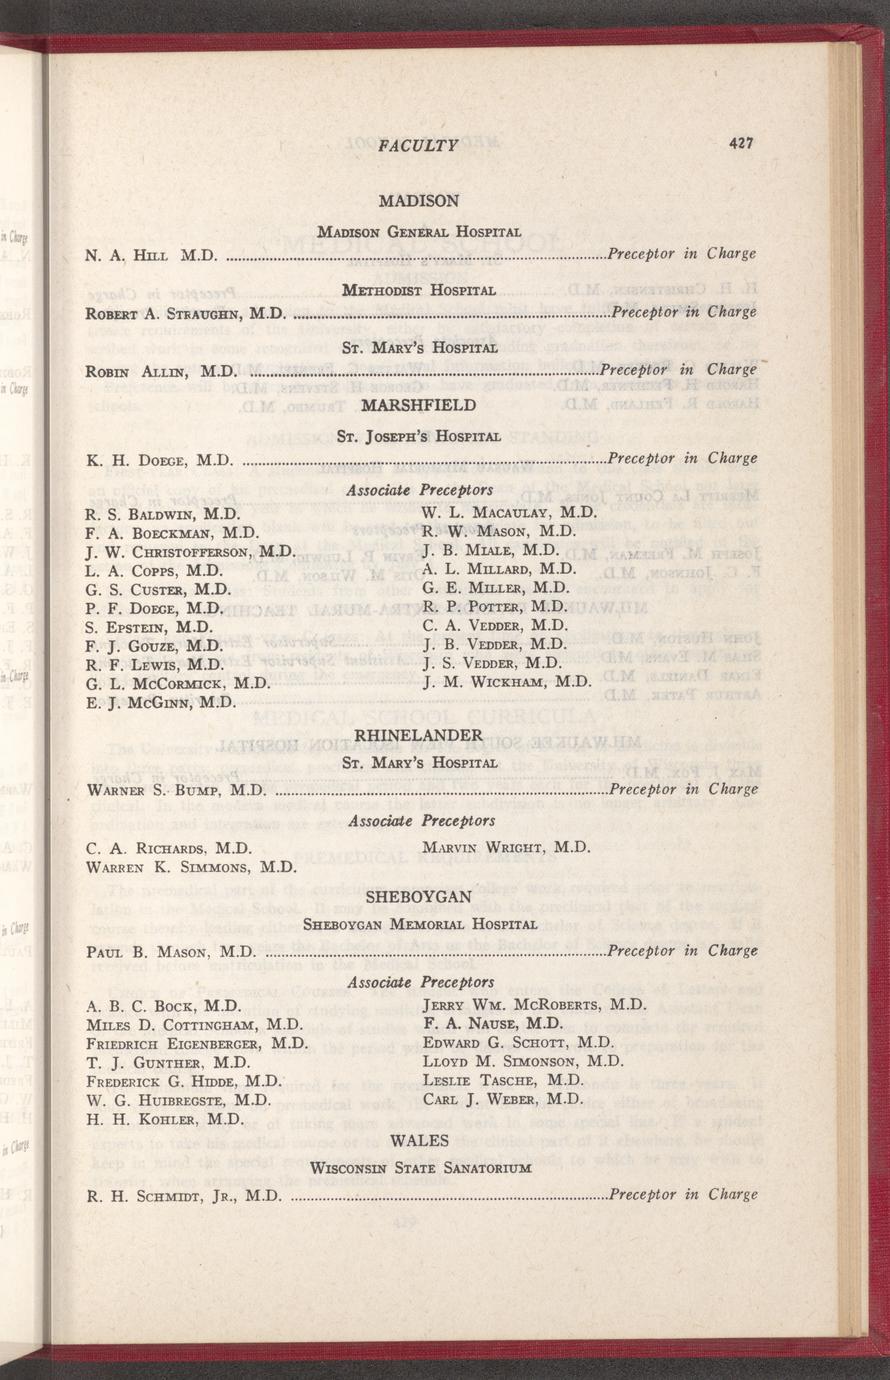 FACULTY 427
MADISON
MADISON GENERAL HOSPITAL
N. A. HILL M.D. ........................................Preceptor in Charge
METHODIST HOSPITAL
ROBERT A. STRAUGHN, M.D. ........................................Preceptor in Charge
ST. MARY'S HOSPITAL
ROBIN ALLIN, M.D. ........................................Preceptor in Charge
MARSHFIELD
ST. JOSEPH'S HOSPITAL
K. H. DOEGE, M.D. ........................................Preceptor in Charge
Associate Preceptors
R. S. BALDWIN, M.D.
F. A. BOECKMAN, M.D.
J. W. CHRISTOFFERSON, M.D.
L. A. COPPS, M.D.
G. S. CUSTER, M.D.
P. F. DOEGE, M.D.
S. EPSTEIN, M.D.
F. J. GOUZE, M.D.
R. F. LEWIS, M.D.
G. L. MCCORMICK, M.D.
E. J. MCGINN, M.D.
W. L. MACAULAY, M.D.
R. W. MASON, M.D.
J. B. MIALE, M.D.
A. L. MILLARD, M.D.
G. E. MILLER, M.D.
R. P. POTTER, M.D.
C. A. VEDDER, M.D.
J. B. VEDDER, M.D.
J. S. VEDDER, M.D.
J. M. WICKHAM, M.D.
RHINELANDER
ST. MARY'S HOSPITAL
WARNER S. BUMP, M.D. ........................................Preceptor in Charge
Associate Preceptors
C. A. RICHARDS, M.D.
WARREN K. SIMMONS, M.D.
MARVIN WRIGHT, M.D.
SHEBOYGAN
SHEBOYGAN MEMORIAL HOSPITAL
PAUL B. MASON, M.D. ........................................Preceptor in Charge
Associate Preceptors
A. B. C. BOCK, M.D.
MILES D. COTTINGHAM, M.D.
FRIEDRICH EIGENBERGER, M.D.
T. J. GUNTHER, M.D.
FREDERICK G. HIDDE, M.D.
W. G. HUIBREGSTE, M.D.
H. H. KOHLER, M.D.
JERRY WM. MCROBERTS, M.D.
F. A. NAUSE, M.D.
EDWARD G. SCHOTT, M.D.
LLOYD M. SIMONSON, M.D.
LESLIE TASCHE, M.D.
CARL J. WEBER, M.D.
WALES
WISCONSIN STATE SANATORIUM
R. H. SCHMIDT, JR., M.D. ........................................Preceptor in Charge